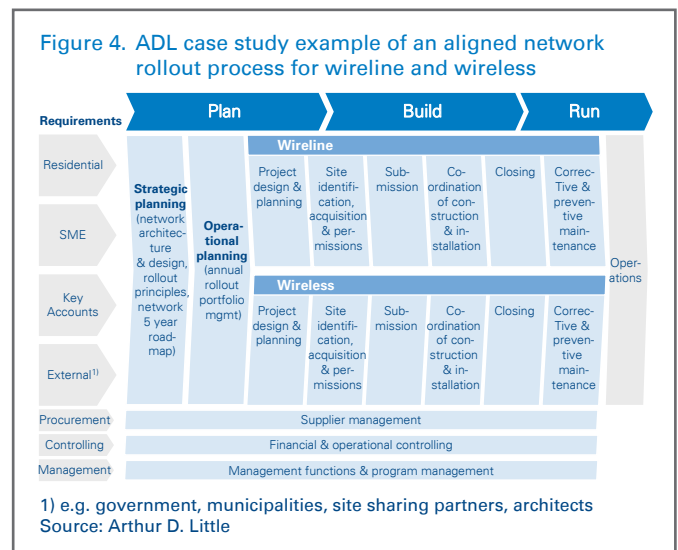 Figure 4. ADL case study example of an aligned network
rollout process for wireline and wireless
Requirements
Plan
Build
Run
Residential
SME
Key
Accounts
External1)
Strategic
planning
(network
architec-
ture
& design,
rollout
principles,
network
5 year
road-
map)
Opera-
tional
planning
(annual
rollout
portfolio
mgmt)
Wireline
Project
design &
planning
Site
identifi-
cation,
acquisition
& per-
missions
Sub-
mission
Co-
ordination
of con-
struction
& in-
stallation
Closing
Correc-
Tive &
preven-
tive
main-
tenance
Wireless
Project
design &
planning
Site
identifi-
cation,
acquisition
& per-
missions
Sub-
mission
Co-
ordination
of con-
struction
& in-
stallation
Closing
Correc-
Tive &
preven-
tive
main-
tenance
Oper-
ations
Procurement
Supplier management
Controlling
Financial & operational controlling
Management
Management functions & program management
1) e.g. government, municipalities, site sharing partners, architects
Source: Arthur D. Little